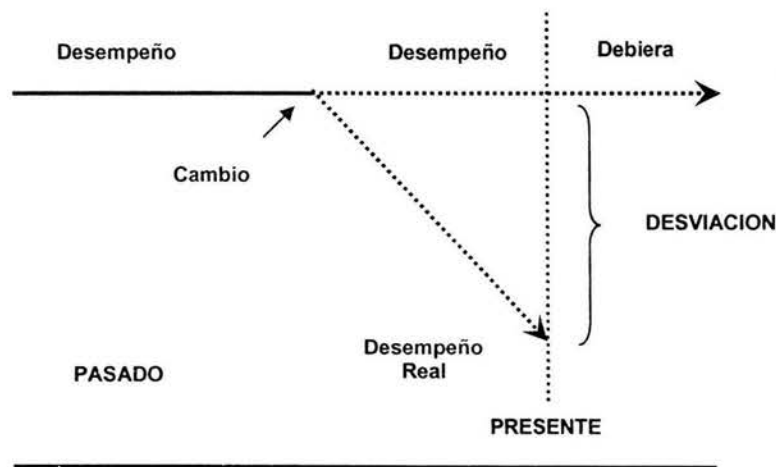 Desempeño Desempeño Debiera
Cambio
DESVIACION
Desempeño
Real
PASADO
PRESENTE